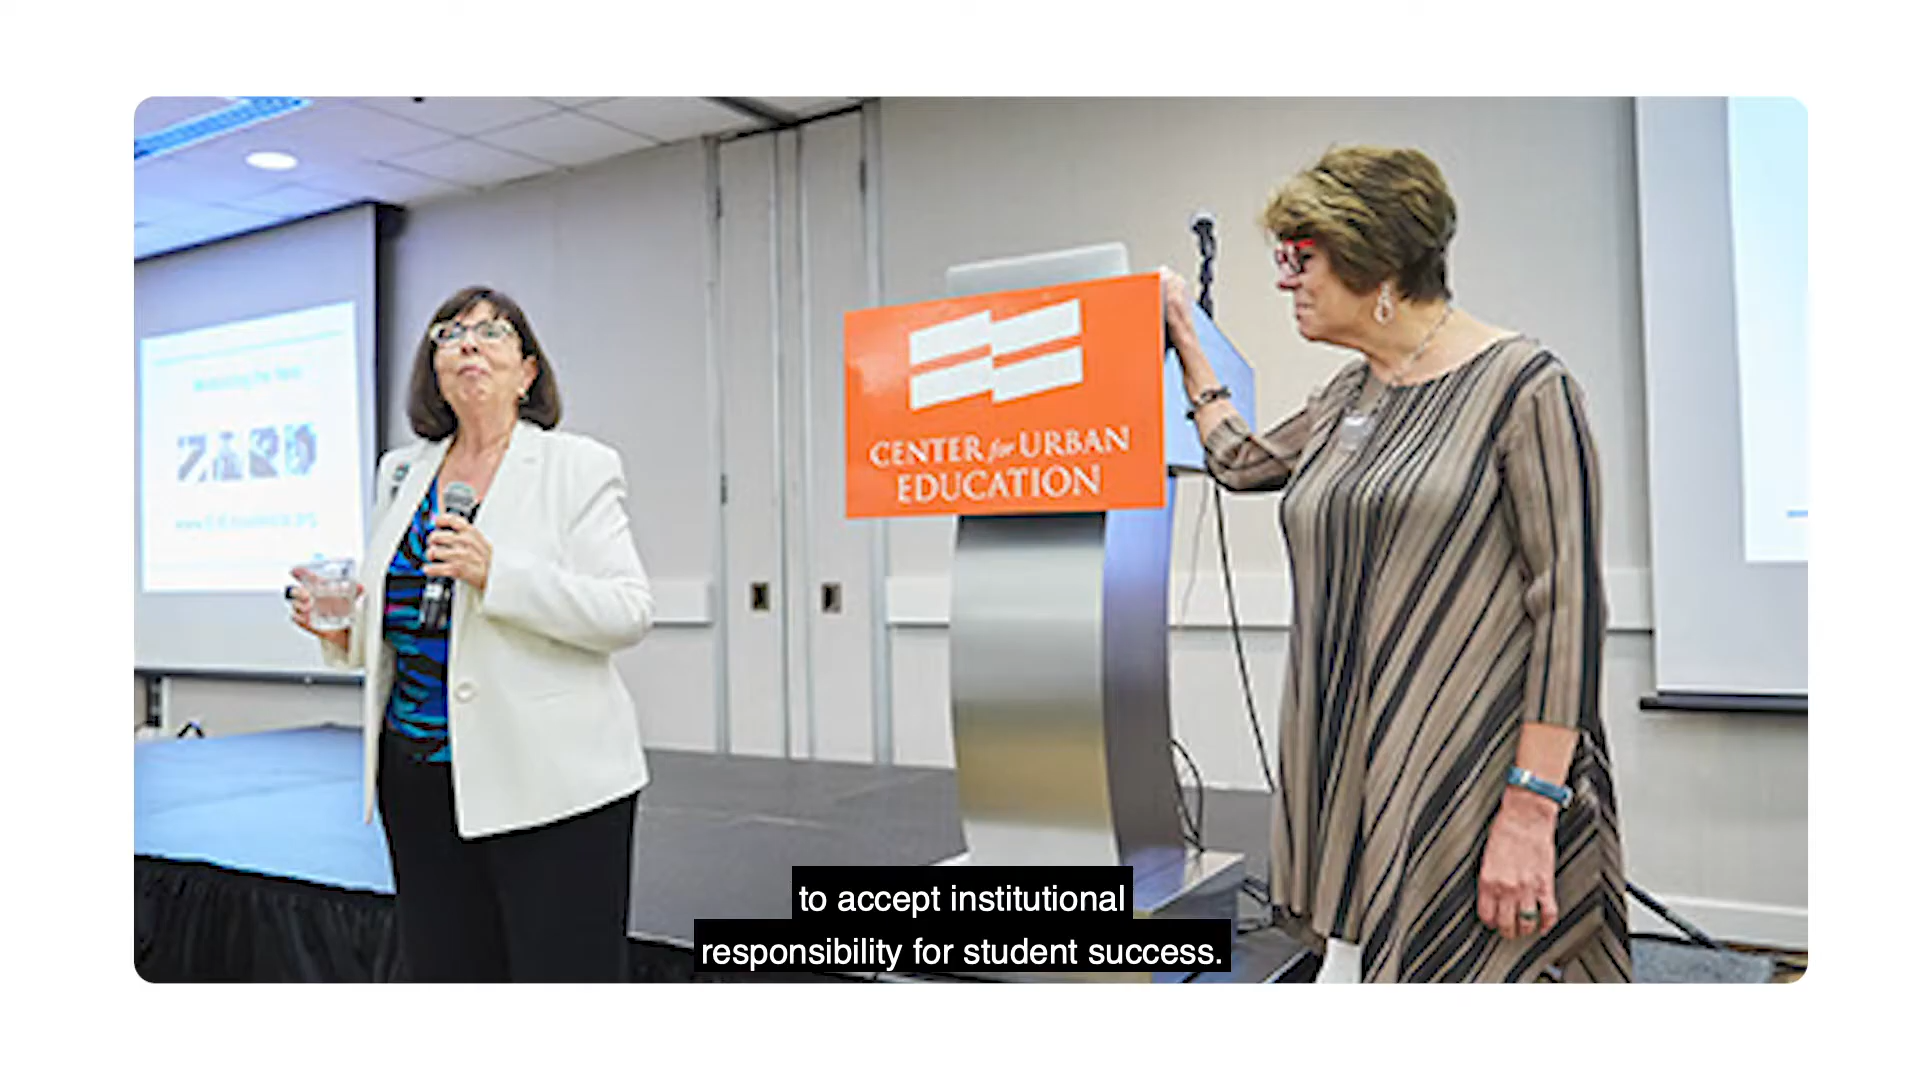 CENTER for URBAN
EDUCATION
to accept institutional
responsibility for student success.